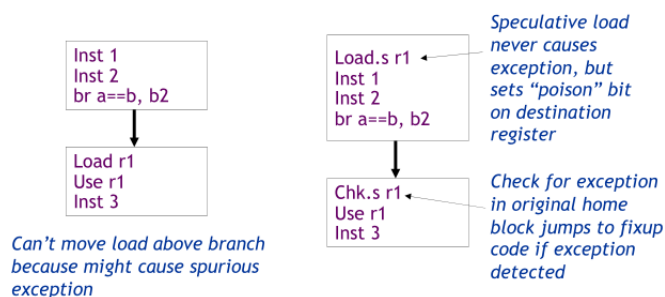 Inst 1
Inst 2
br a==b, b2
Load r1
Use r1
Inst 3
Can't move load above branch
because might cause spurious
exception
Load.s r1
Inst 1
Inst 2
br a==b, b2
Chk.s r1
Use r1
Inst 3
Speculative load
never causes
exception, but
sets “poison” bit
on destination
register
Check for exception
in original home
block jumps to fixup
code if exception
detected